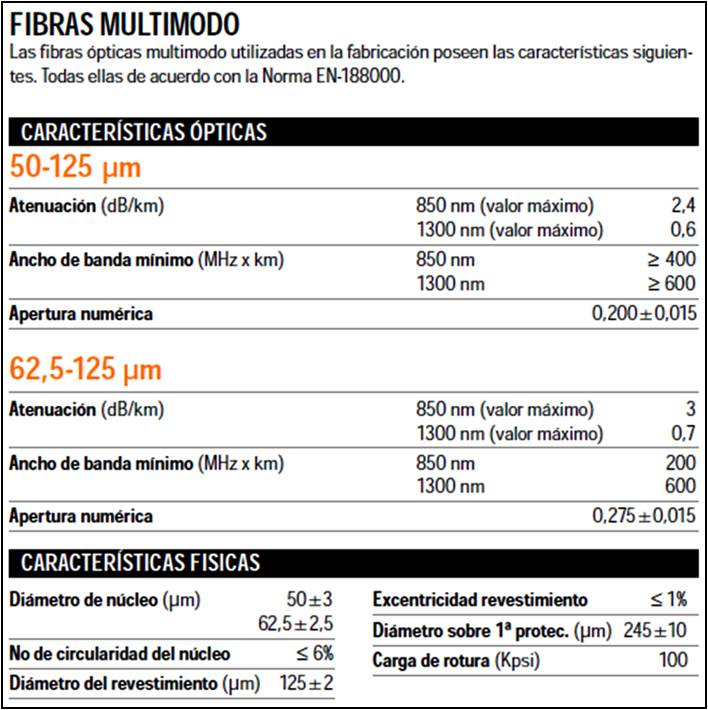 FIBRAS MULTIMODO
Las fibras ópticas multimodo utilizadas en la fabricación poseen las características siguien-
tes. Todas ellas de acuerdo con la Norma EN-188000.
CARACTERÍSTICAS ÓPTICAS
50-125 µm
Atenuación (dB/km) 850 nm (valor máximo) 2,4
1300 nm (valor máximo) 0,6
Ancho de banda mínimo (MHz x km) 850 nm ≥ 400
1300 nm ≥ 600
Apertura numérica 0,200±0,015
62,5-125 µm
Atenuación (dB/km) 850 nm (valor máximo) 3
1300 nm (valor máximo) 0,7
Ancho de banda mínimo (MHz x km) 850 nm 200
1300 nm 600
Apertura numérica 0,275±0,015
CARACTERÍSTICAS FISICAS
Diámetro de núcleo (µm) 50±3
62,5±2,5
No de circularidad del núcleo ≤ 6%
Diámetro del revestimiento (µm) 125±2
Excentricidad revestimiento ≤ 1%
Diámetro sobre 1ª protec. (µm) 245±10
Carga de rotura (Kpsi) 100